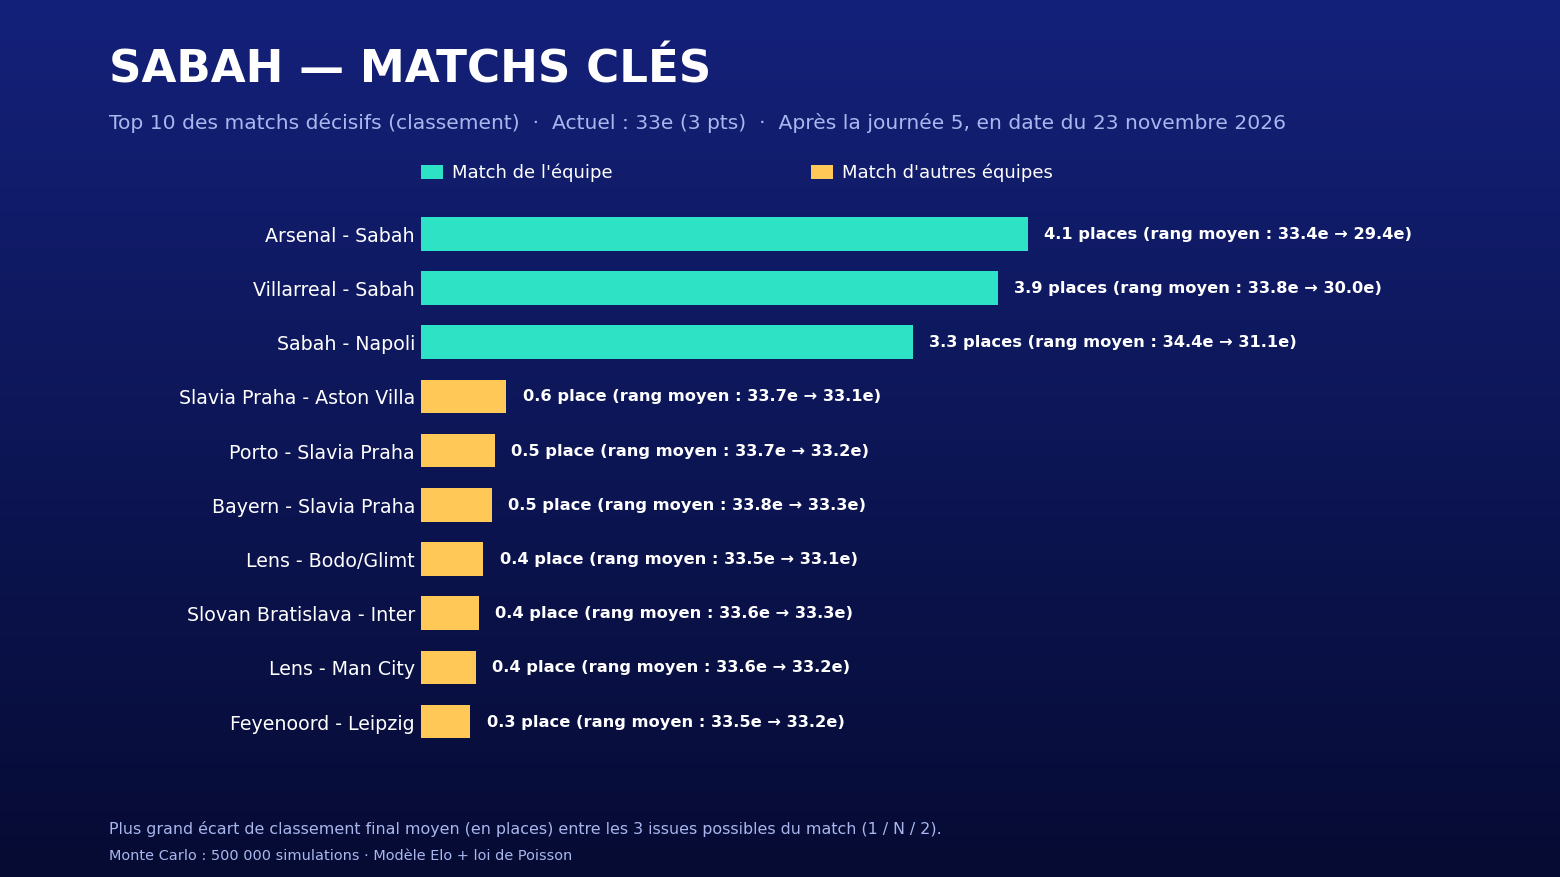 SABAH — MATCHS CLÉS
Top 10 des matchs décisifs (classement) · Actuel : 33e (3 pts) · Après la journée 5, en date du 23 novembre 2026
Match de l'équipe
Match d'autres équipes
Arsenal - Sabah 4.1 places (rang moyen : 33.4e → 29.4e)
Villarreal - Sabah 3.9 places (rang moyen : 33.8e → 30.0e)
Sabah - Napoli 3.3 places (rang moyen : 34.4e → 31.1e)
Slavia Praha - Aston Villa 0.6 place (rang moyen : 33.7e → 33.1e)
Porto - Slavia Praha 0.5 place (rang moyen : 33.7e → 33.2e)
Bayern - Slavia Praha 0.5 place (rang moyen : 33.8e → 33.3e)
Lens - Bodo/Glimt 0.4 place (rang moyen : 33.5e → 33.1e)
Slovan Bratislava - Inter 0.4 place (rang moyen : 33.6e → 33.3e)
Lens - Man City 0.4 place (rang moyen : 33.6e → 33.2e)
Feyenoord - Leipzig 0.3 place (rang moyen : 33.5e → 33.2e)
Plus grand écart de classement final moyen (en places) entre les 3 issues possibles du match (1 / N / 2).
Monte Carlo : 500 000 simulations · Modèle Elo + loi de Poisson